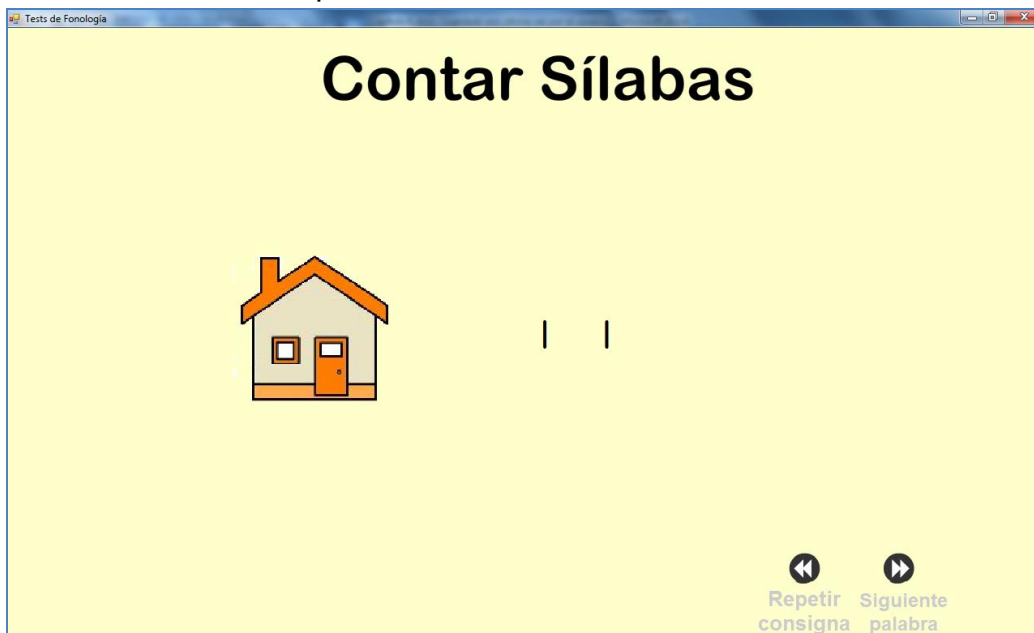 Tests de Fonología
Contar Sílabas
| |
Repetir consigna
Siguiente palabra